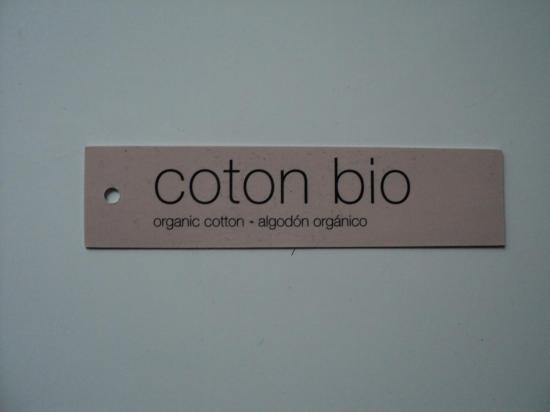 coton bio
organic cotton - algodón orgánico